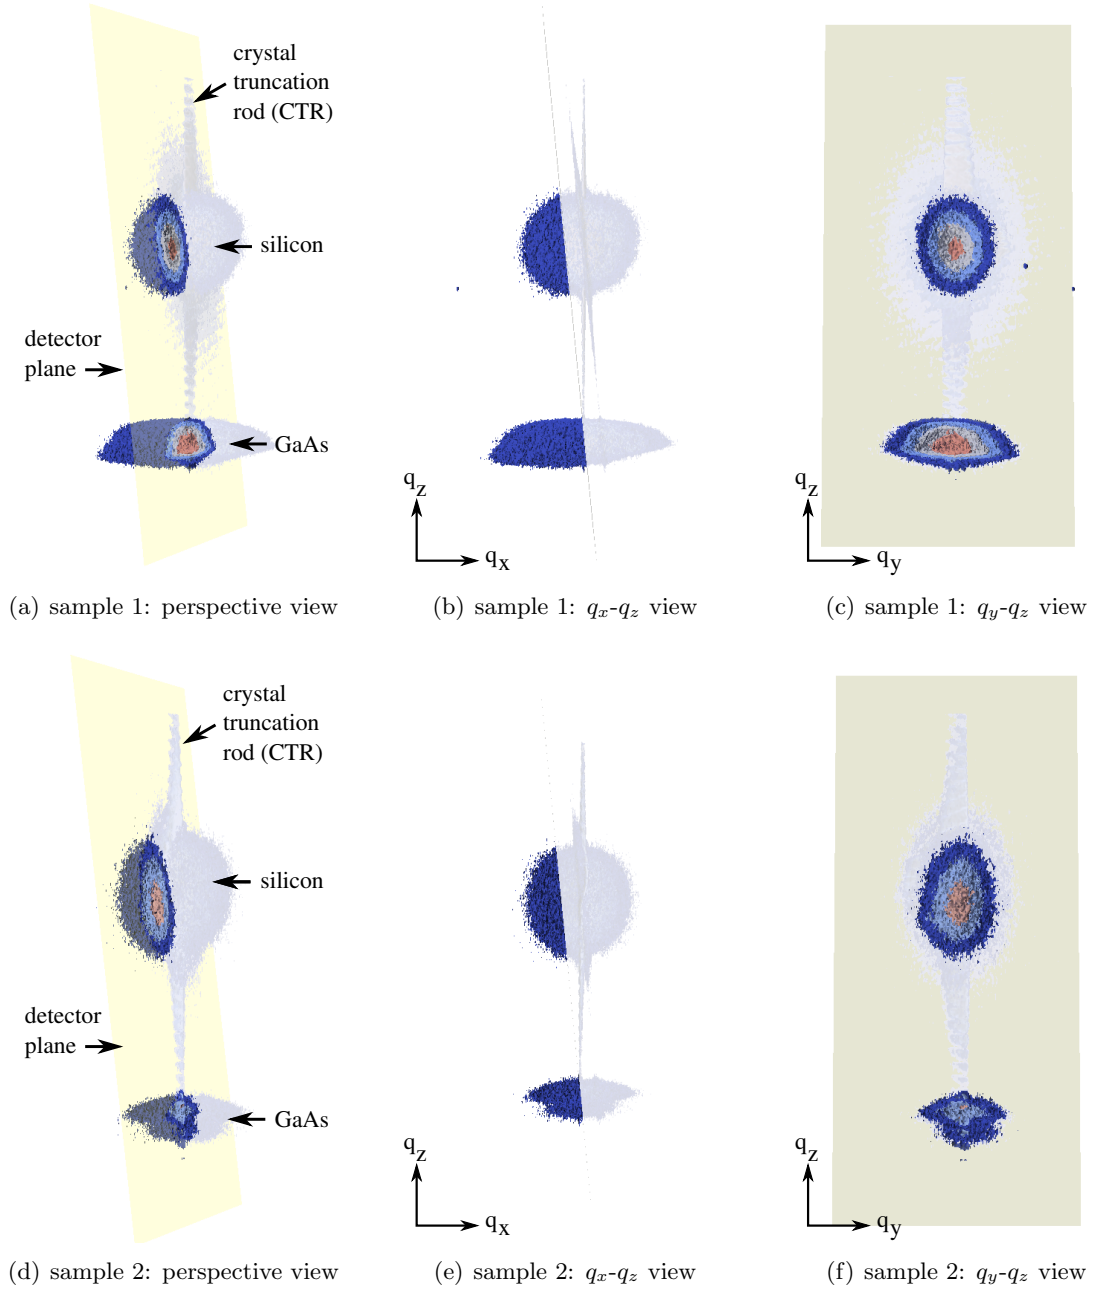 crystal
truncation
rod (CTR)
silicon
detector
plane
GaAs
q_z
q_x
q_z
q_y
(a) sample 1: perspective view
(b) sample 1: q_x-q_z view
(c) sample 1: q_y-q_z view
crystal
truncation
rod (CTR)
silicon
detector
plane
GaAs
q_z
q_x
q_z
q_y
(d) sample 2: perspective view
(e) sample 2: q_x-q_z view
(f) sample 2: q_y-q_z view